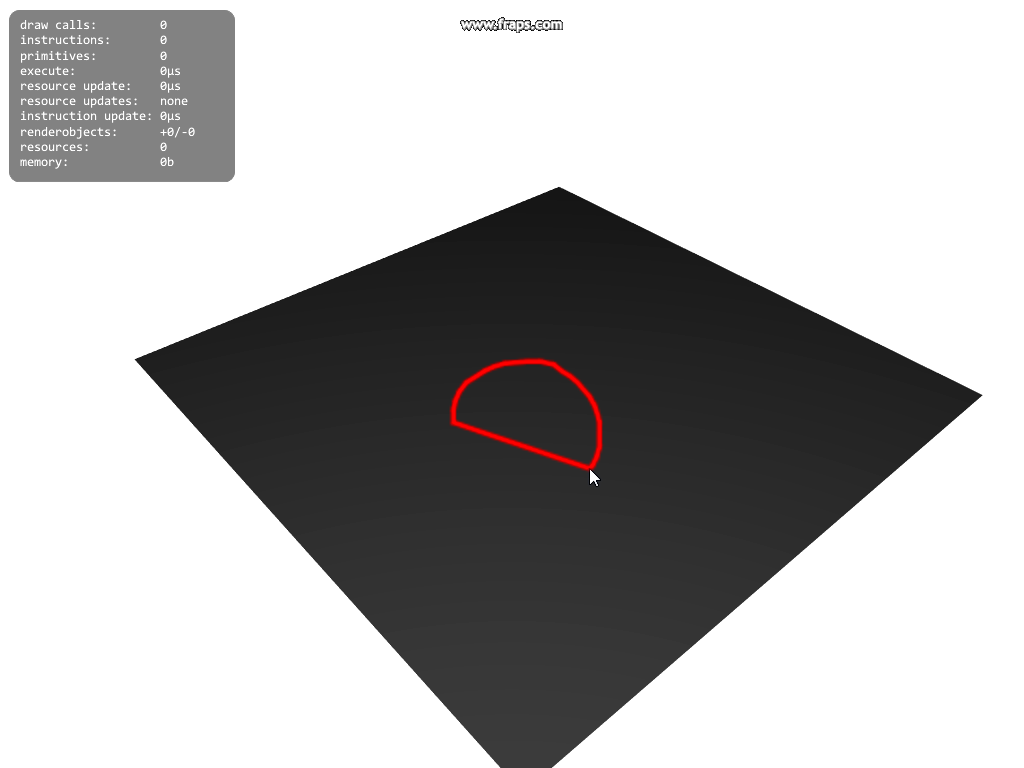 www.fraps.com
draw calls: 0
instructions: 0
primitives: 0
execute: 0µs
resource update: 0µs
resource updates: none
instruction update: 0µs
renderobjects: +0/-0
resources: 0
memory: 0b